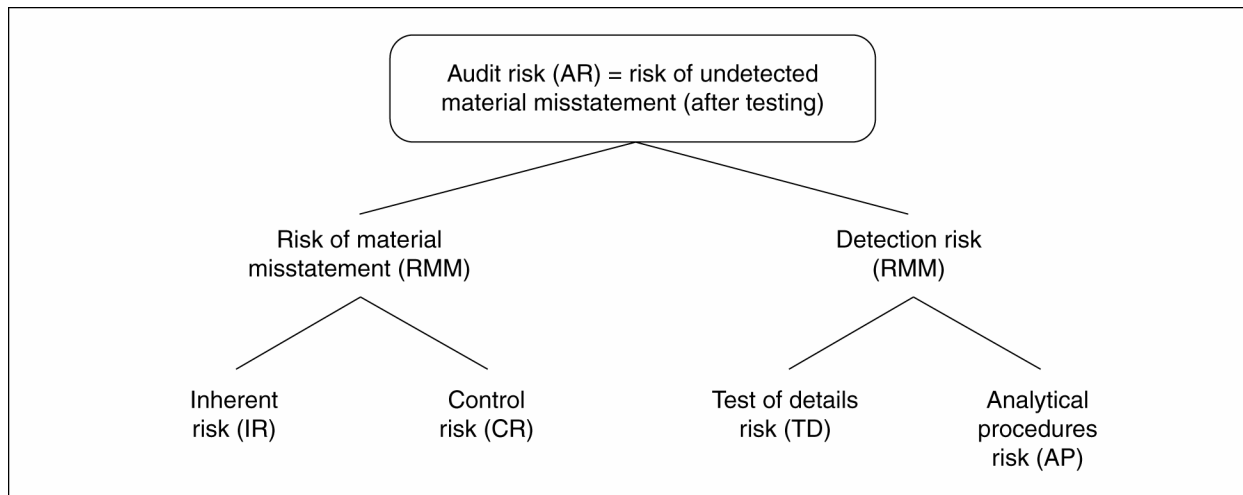 Audit risk (AR) = risk of undetected
material misstatement (after testing)
Risk of material
misstatement (RMM)
Detection risk
(RMM)
Inherent
risk (IR)
Control
risk (CR)
Test of details
risk (TD)
Analytical
procedures
risk (AP)